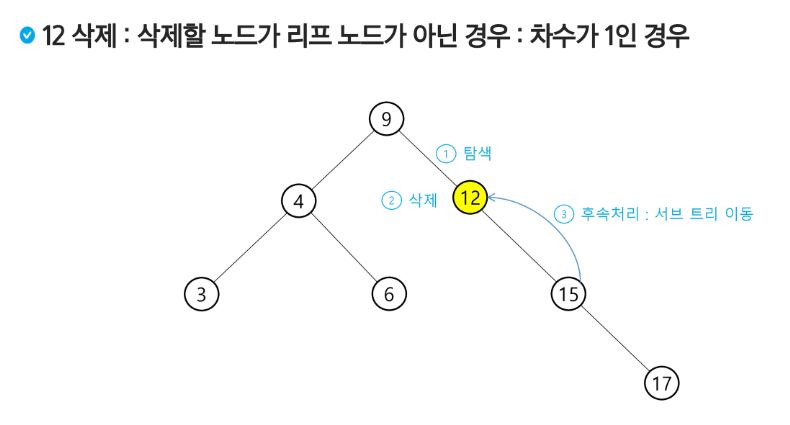 12 삭제 : 삭제할 노드가 리프 노드가 아닌 경우 : 차수가 1인 경우
9
① 탐색
4
② 삭제
12
③ 후속처리 : 서브 트리 이동
3
6
15
17